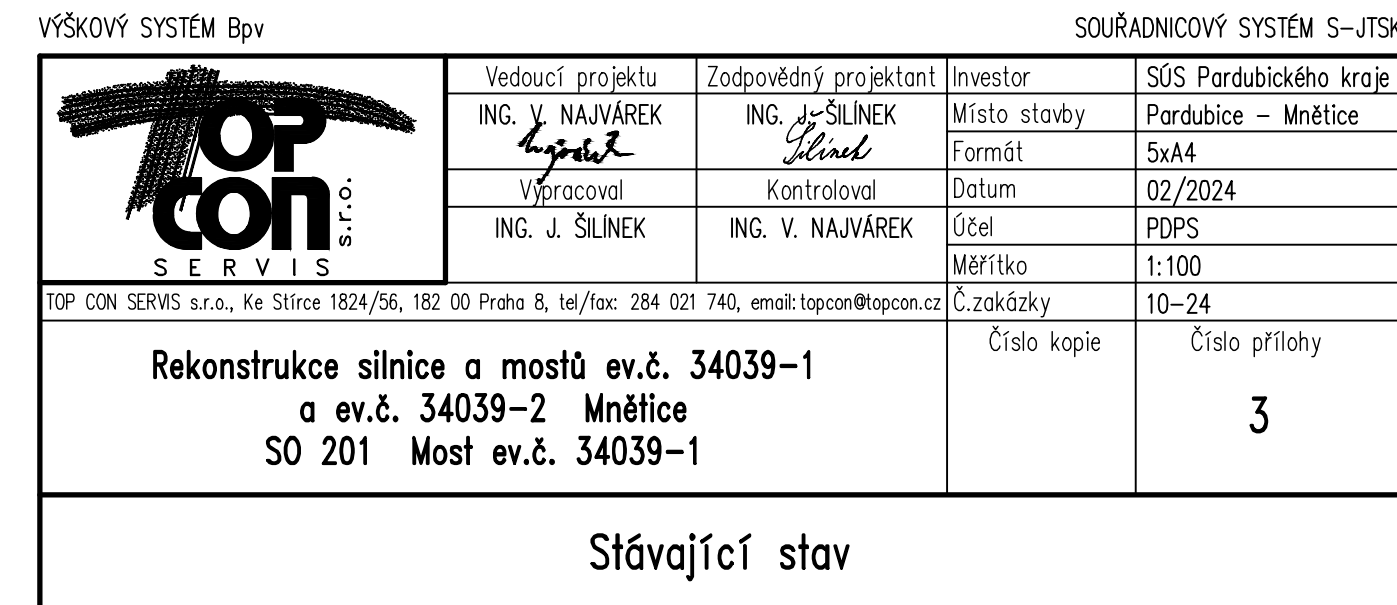 VÝŠKOVÝ SYSTÉM Bpv
SOUŘADNICOVÝ SYSTÉM S-JTSK
TOP
CON
s.r.o.
SERVIS
Vedoucí projektu
Zodpovědný projektant
ING. V. NAJVÁREK
ING. J. ŠILÍNEK
Šilínek
Vypracoval
Kontroloval
ING. J. ŠILÍNEK
ING. V. NAJVÁREK
Investor
SÚS Pardubického kraje
Místo stavby
Pardubice - Mnětice
Formát
5xA4
Datum
02/2024
Účel
PDPS
Měřítko
1:100
TOP CON SERVIS s.r.o., Ke Stírce 1824/56, 182 00 Praha 8, tel/fax: 284 021 740, email: topcon@topcon.cz
Č.zakázky
10-24
Rekonstrukce silnice a mostů ev.č. 34039-1
a ev.č. 34039-2 Mnětice
SO 201 Most ev.č. 34039-1
Číslo kopie
Číslo přílohy
3
Stávající stav